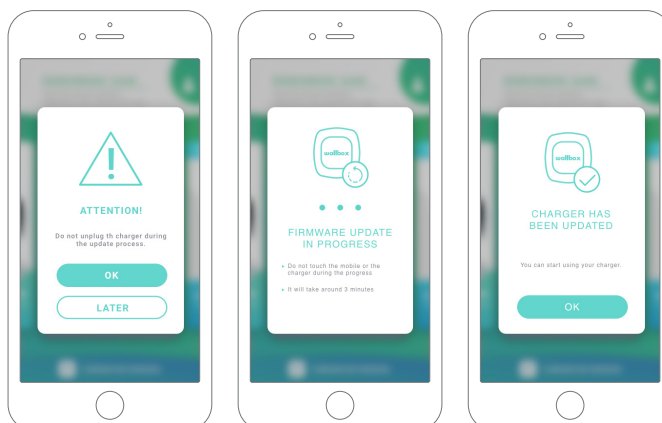 ATTENTION!
Do not unplug th charger during
the update process.
OK
LATER
wallbox
FIRMWARE UPDATE
IN PROGRESS
Do not touch the mobile or the
charger during the progress
It will take around 3 minutes
wallbox
CHARGER HAS
BEEN UPDATED
You can start using your charger.
OK